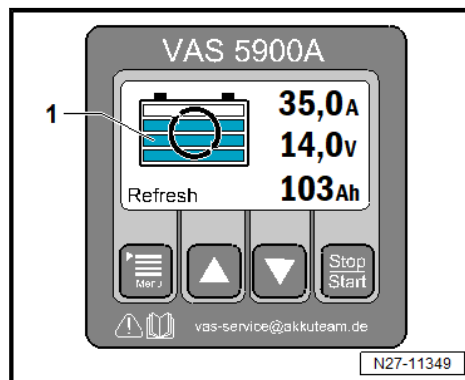 VAS 5900A
1
35,0A
14,0V
Refresh
103Ah
Menu
Stop
Start
vas-service@akkuteam.de
N27-11349